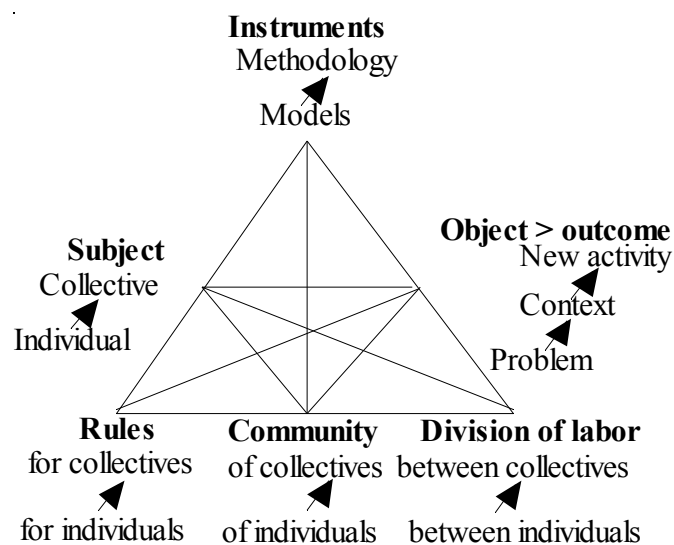 Instruments
Methodology
Models
Subject
Collective
Individual
Object > outcome
New activity
Context
Problem
Rules
for collectives
for individuals
Community
of collectives
of individuals
Division of labor
between collectives
between individuals